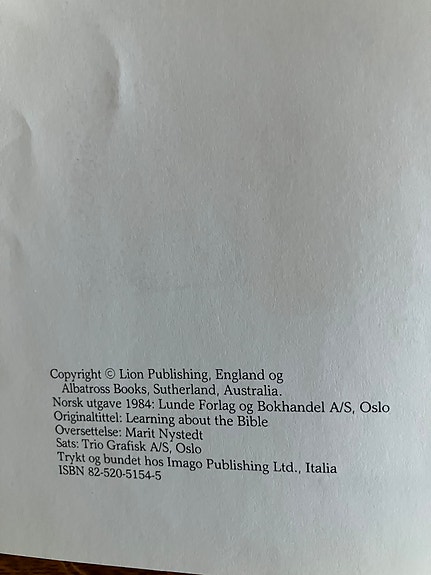 Copyright © Lion Publishing, England og
Albatross Books, Sutherland, Australia.
Norsk utgave 1984: Lunde Forlag og Bokhandel A/S, Oslo
Originaltittel: Learning about the Bible
Oversettelse: Marit Nystedt
Sats: Trio Grafisk A/S, Oslo
Trykt og bundet hos Imago Publishing Ltd., Italia
ISBN 82-520-5154-5